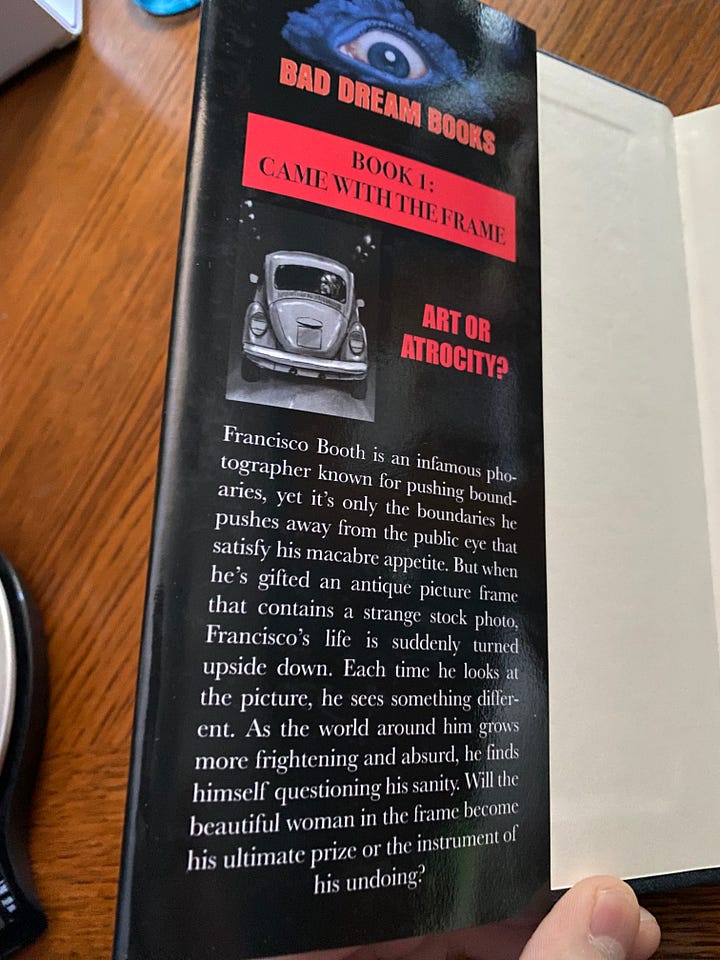 BAD DREAM BOOKS
BOOK 1:
CAME WITH THE FRAME
ART OR
ATROCITY?
Francisco Booth is an infamous pho-
tographer known for pushing bound-
aries, yet it's only the boundaries he
pushes away from the public eye that
satisfy his macabre appetite. But when
he's gifted an antique picture frame
that contains a strange stock photo,
Francisco's life is suddenly turned
upside down. Each time he looks at
the picture, he sees something differ-
ent. As the world around him grows
more frightening and absurd, he finds
himself questioning his sanity. Will the
beautiful woman in the frame become
his ultimate prize or the instrument of
his undoing?